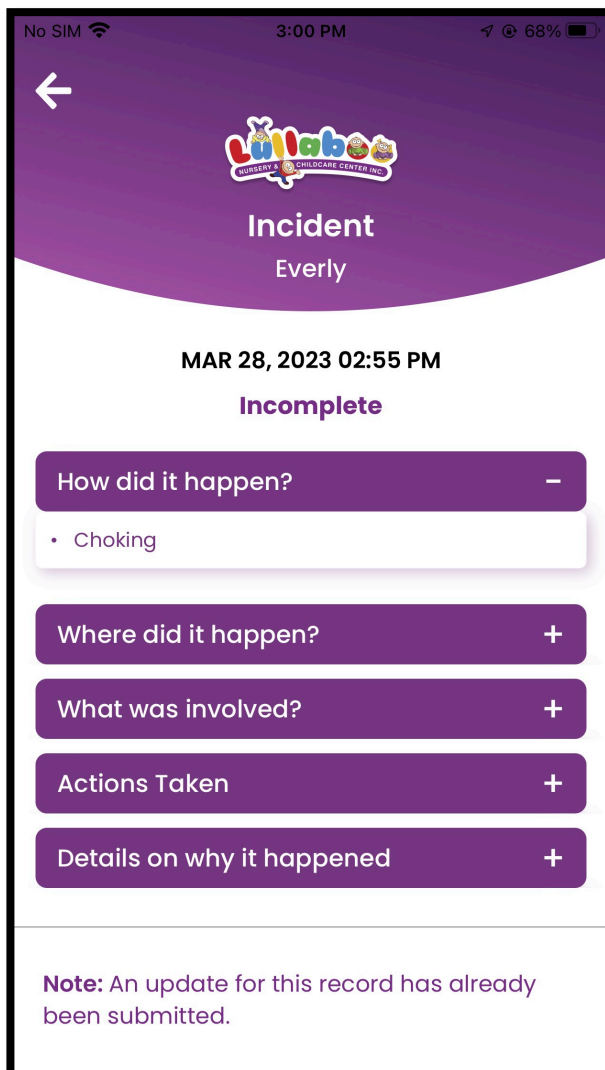 No SIM 3:00 PM 68%
Lullaboo
NURSERY & CHILDCARE CENTER INC.
Incident
Everly
MAR 28, 2023 02:55 PM
Incomplete
How did it happen? −
• Choking
Where did it happen? +
What was involved? +
Actions Taken +
Details on why it happened +
Note: An update for this record has already
been submitted.